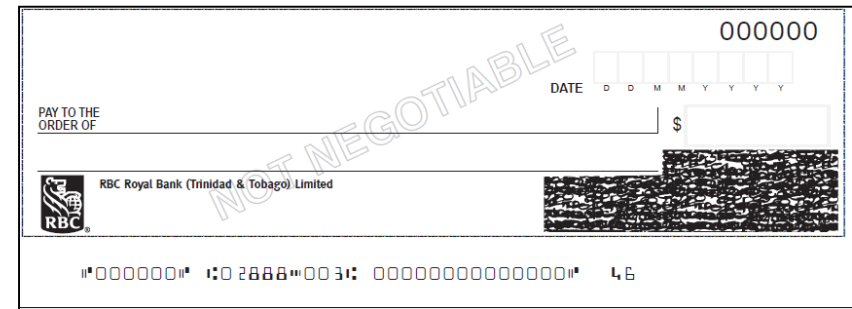 000000
NOT NEGOTIABLE
DATE D D M M Y Y Y Y
PAY TO THE
ORDER OF
$
RBC Royal Bank (Trinidad & Tobago) Limited
RBC®
⑈000000⑈ ⑆02888⑉003⑆ 00000000000000⑈ 46